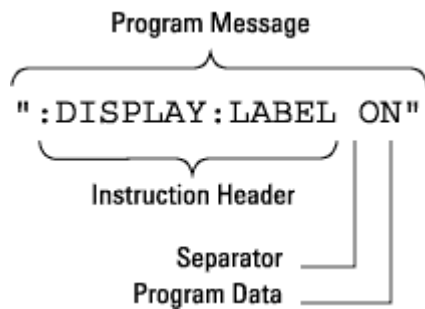 Program Message
":DISPLAY:LABEL ON"
Instruction Header
Separator
Program Data